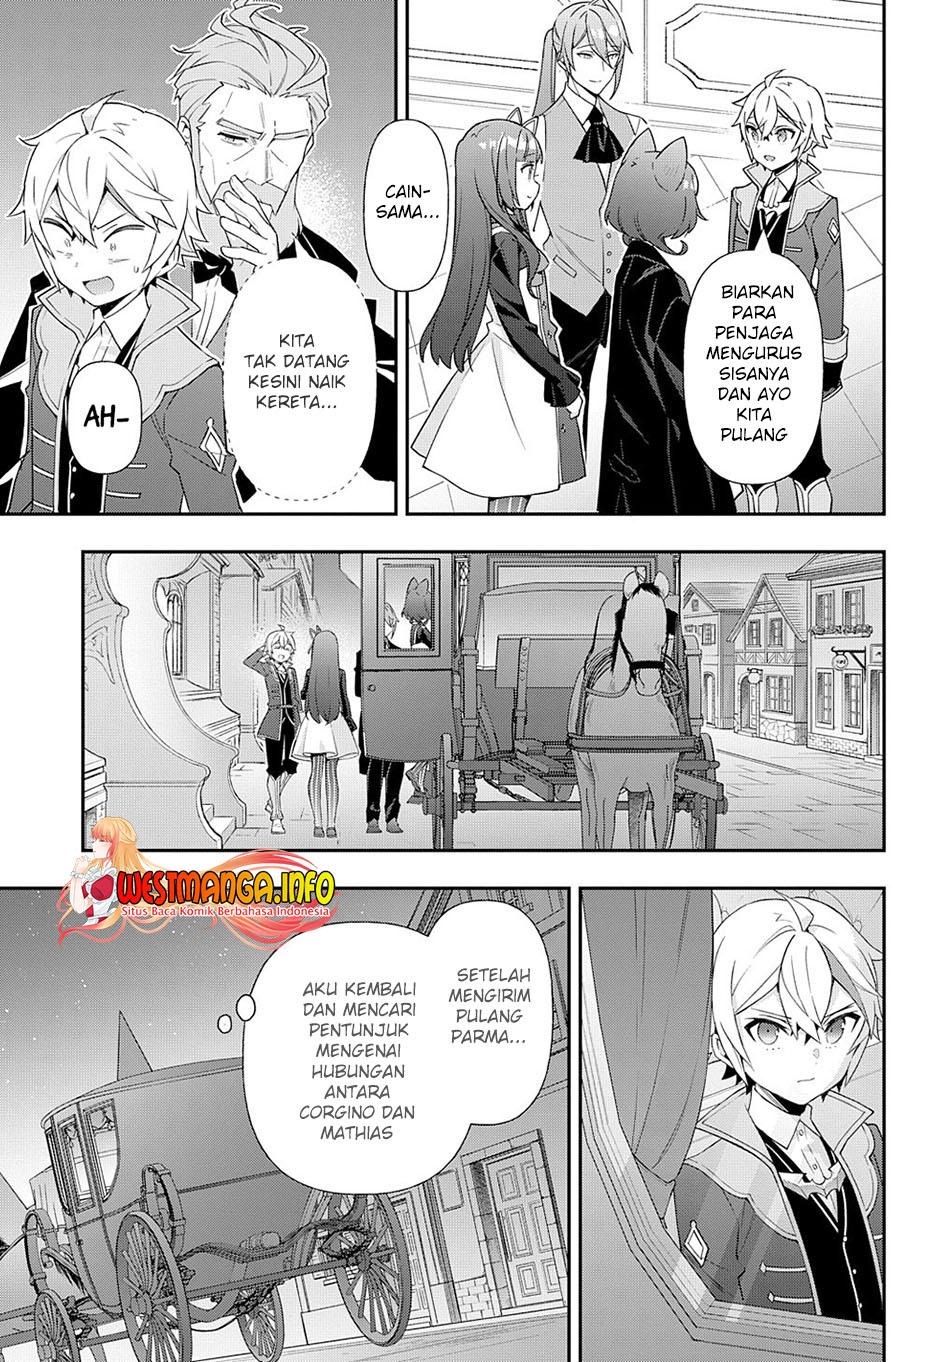 BIARKAN
PARA
PENJAGA
MENGURUS
SISANYA
DAN AYO
KITA
PULANG
CAIN-
SAMA...
KITA
TAK DATANG
KESINI NAIK
KERETA...
AH-
SETELAH
MENGIRIM
PULANG
PARMA...
AKU KEMBALI
DAN MENCARI
PENTUNJUK
MENGENAI
HUBUNGAN
ANTARA
CORGINO DAN
MATHIAS
WESTMANGA.INFO
Situs Baca Komik Berbahasa Indonesia